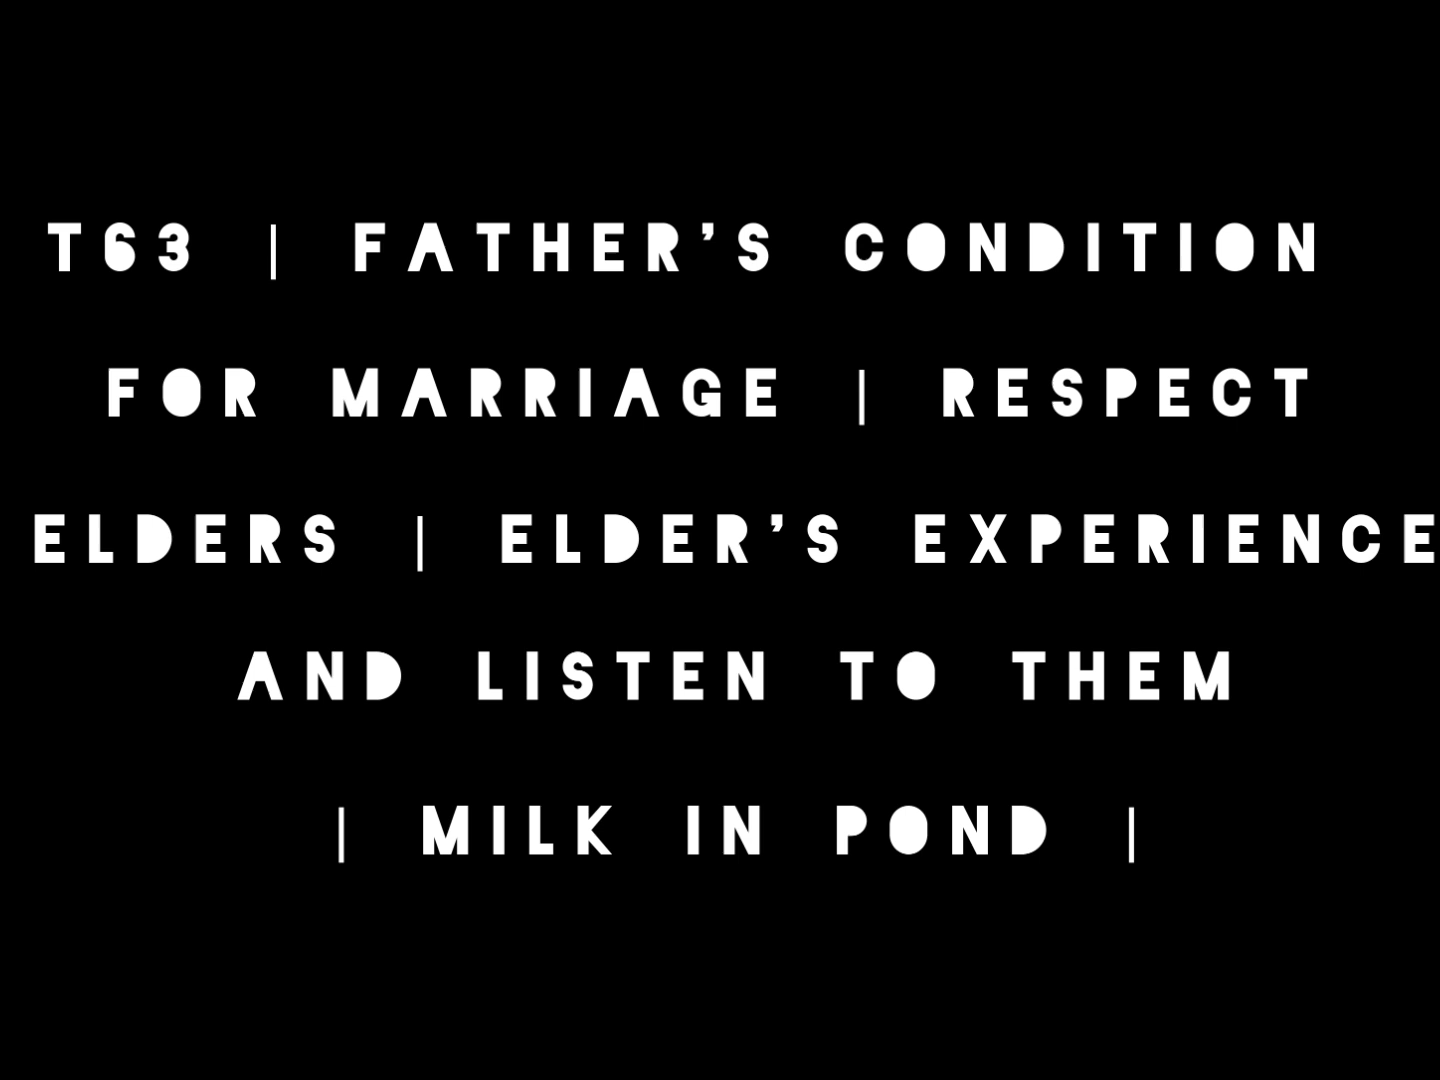 T63 | FATHER’S CONDITION
FOR MARRIAGE | RESPECT
ELDERS | ELDER’S EXPERIENCE
AND LISTEN TO THEM
| MILK IN POND |